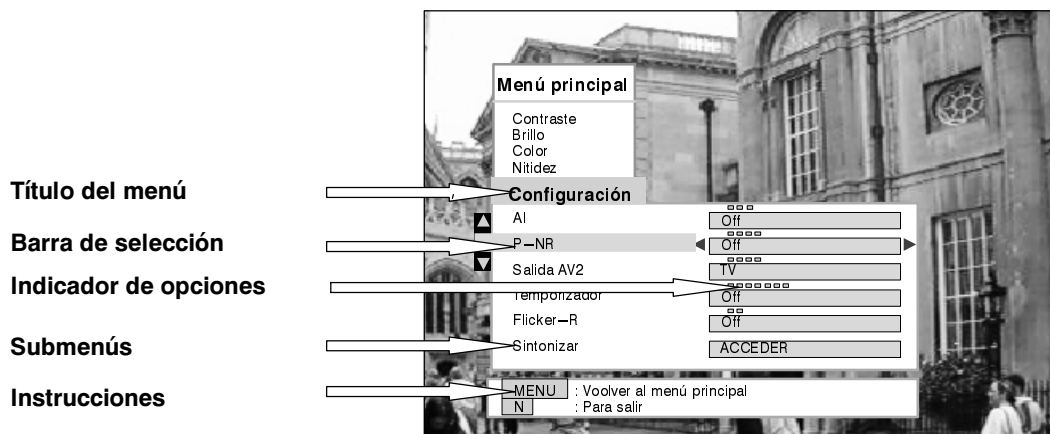 Menú principal
Contraste
Brillo
Color
Nitidez
Título del menú
Configuración
AI Off
Barra de selección
P-NR Off
Salida AV2 TV
Indicador de opciones
Temporizador Off
Flicker-R Off
Submenús
Sintonizar ACCEDER
Instrucciones
MENU : Voolver al menú principal
N : Para salir